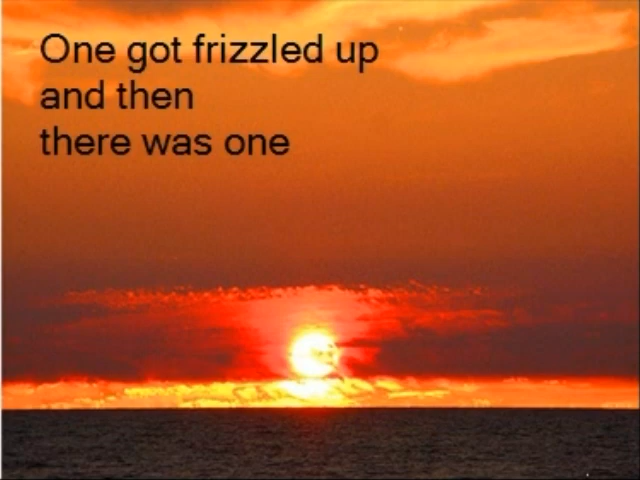 One got frizzled up
and then
there was one